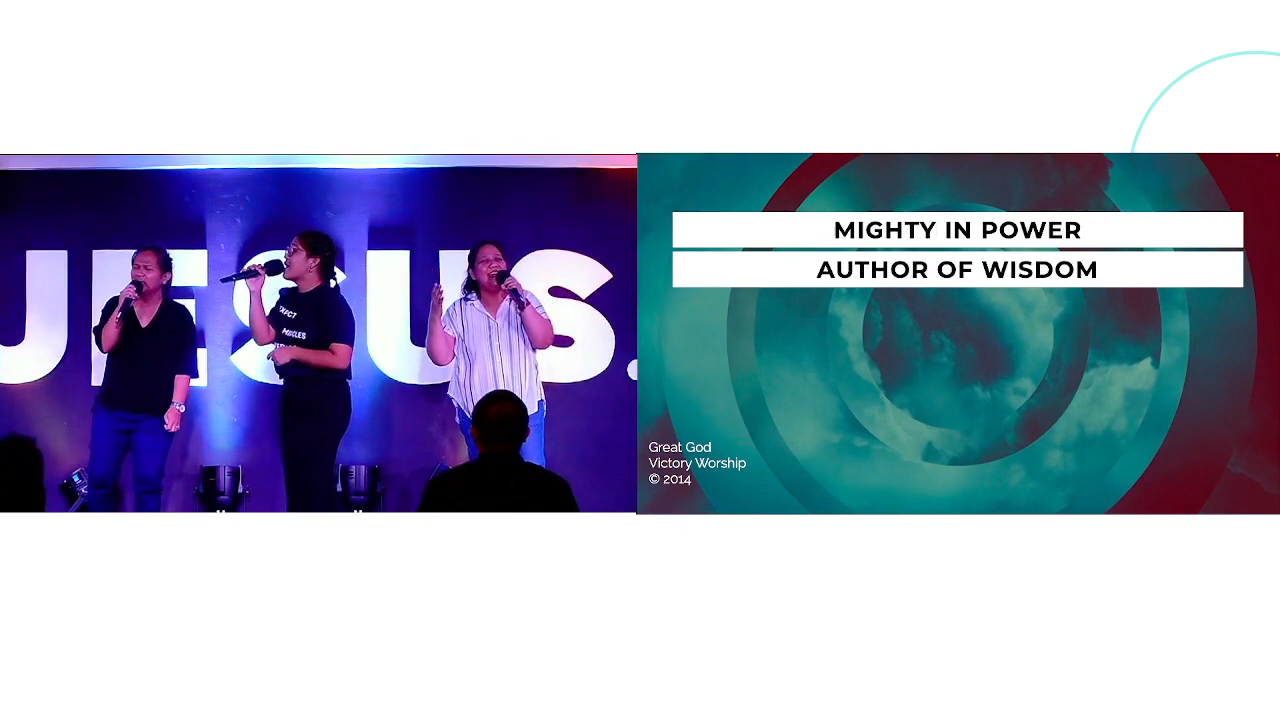 JESUS.
MIGHTY IN POWER
AUTHOR OF WISDOM
Great God
Victory Worship
© 2014